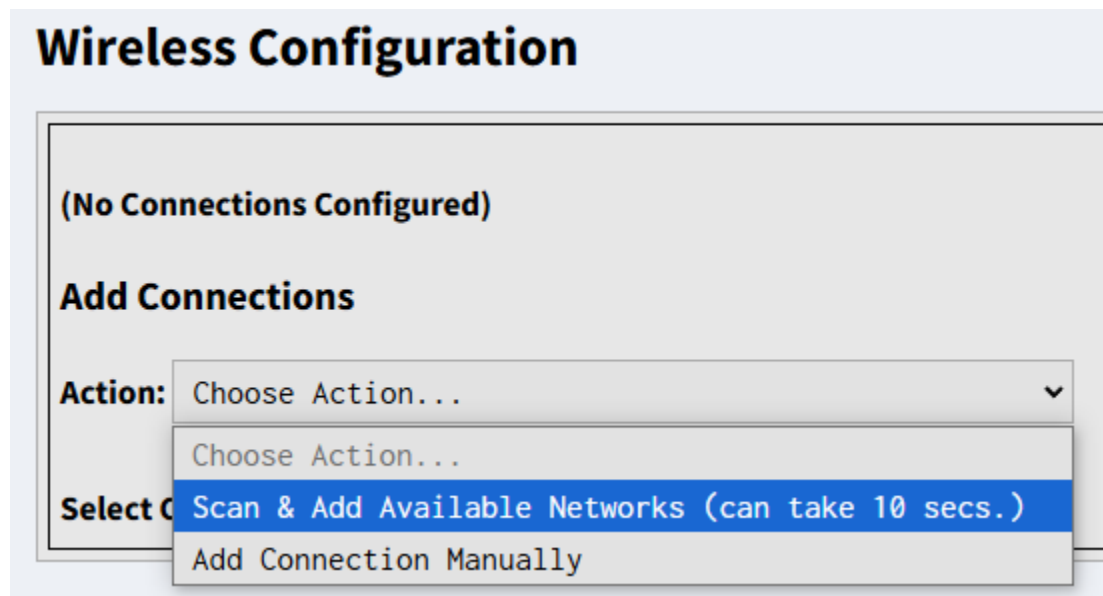 Wireless Configuration
(No Connections Configured)
Add Connections
Action: Choose Action...
Choose Action...
Select
Scan & Add Available Networks (can take 10 secs.)
Add Connection Manually